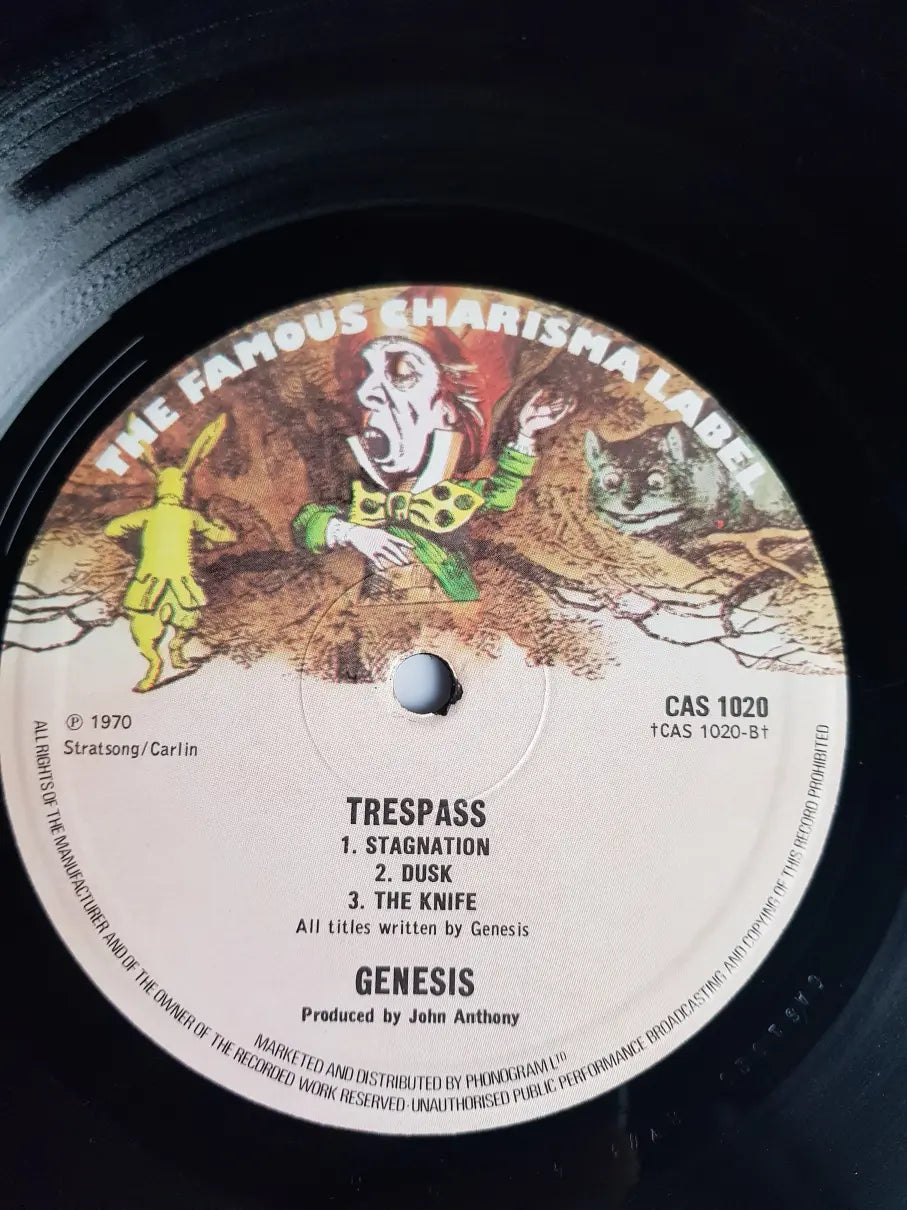 THE FAMOUS CHARISMA LABEL
℗ 1970
Stratsong/Carlin
CAS 1020
†CAS 1020-B†
TRESPASS
1. STAGNATION
2. DUSK
3. THE KNIFE
All titles written by Genesis
GENESIS
Produced by John Anthony
MARKETED AND DISTRIBUTED BY PHONOGRAM LTD
ALL RIGHTS OF THE MANUFACTURER AND OF THE OWNER OF THE RECORDED WORK RESERVED · UNAUTHORISED PUBLIC PERFORMANCE BROADCASTING AND COPYING OF THIS RECORD PROHIBITED